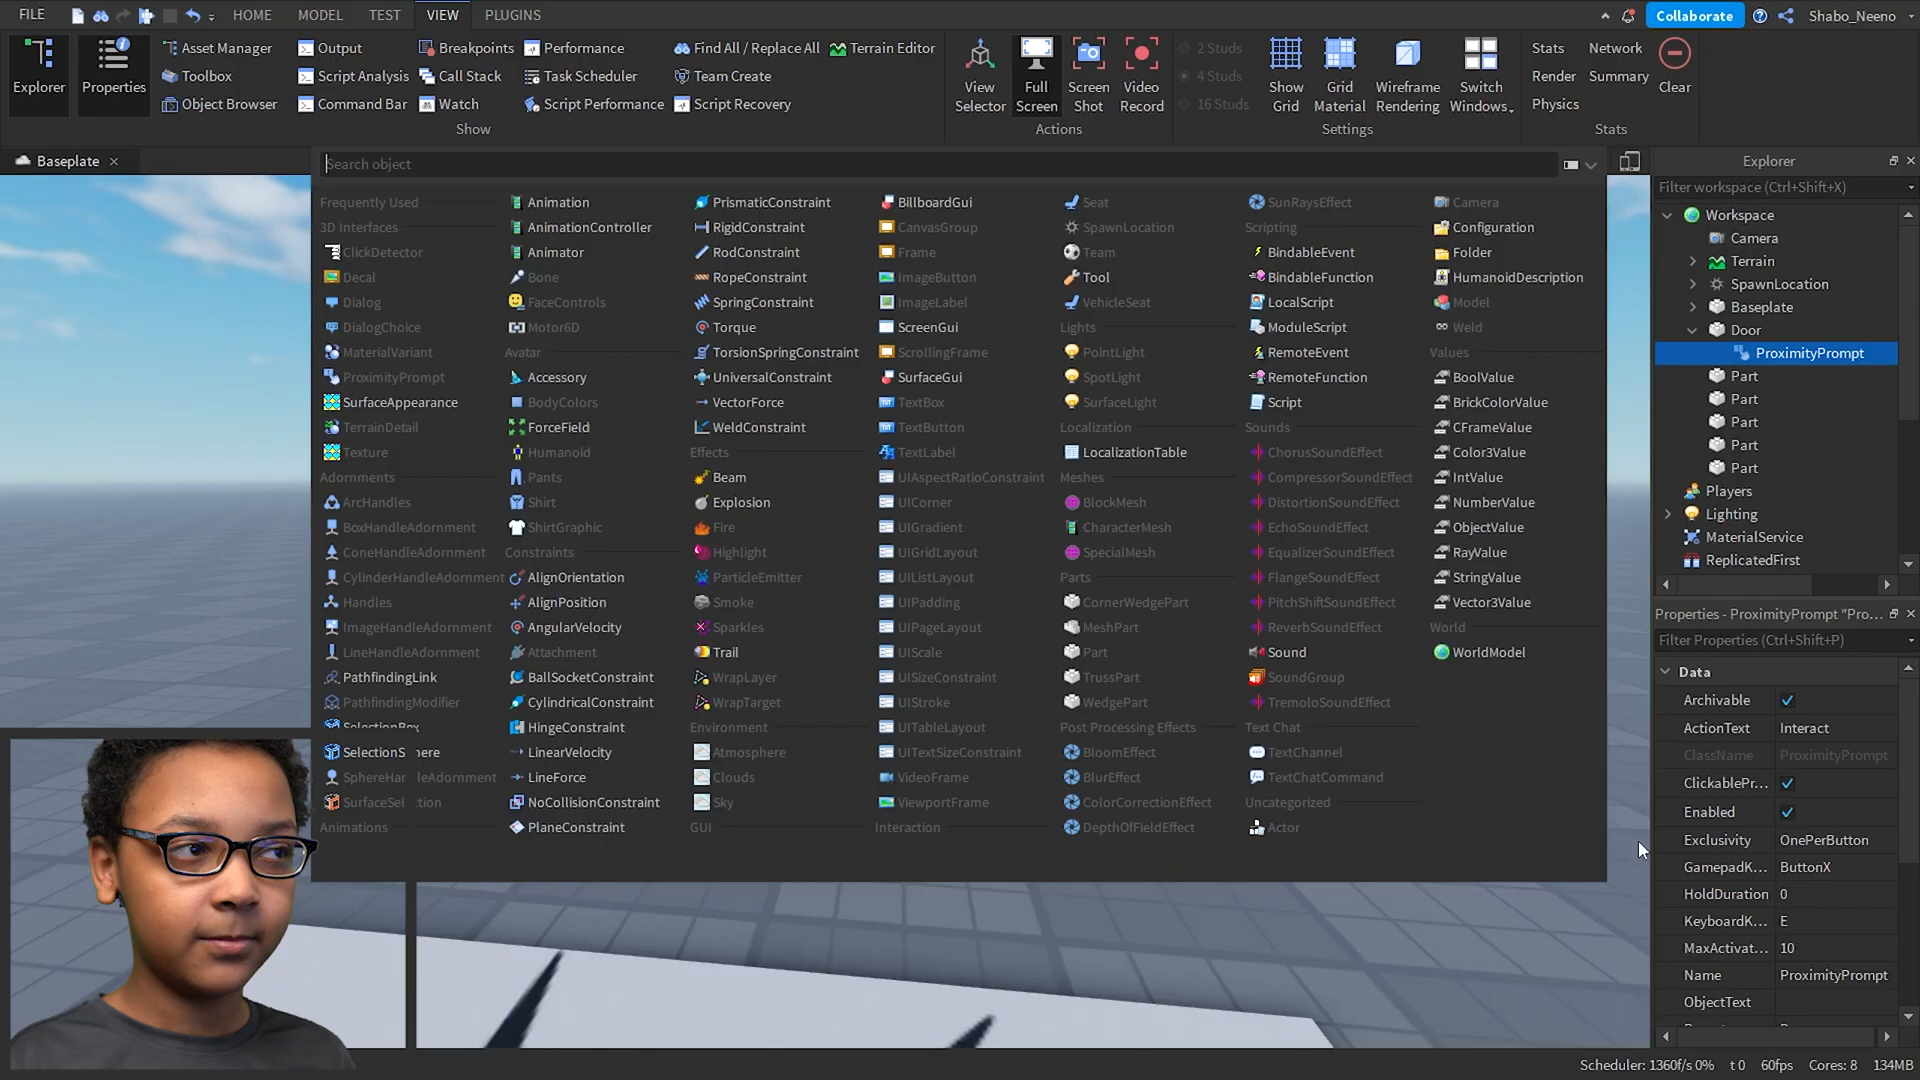 FILE
HOME
MODEL
TEST
VIEW
PLUGINS
Collaborate
Shabo_Neeno
Explorer
Properties
Asset Manager
Toolbox
Object Browser
Output
Script Analysis
Command Bar
Breakpoints
Call Stack
Watch
Performance
Task Scheduler
Script Performance
Find All / Replace All
Team Create
Script Recovery
Terrain Editor
Show
View Selector
Full Screen
Screen Shot
Video Record
Actions
2 Studs
4 Studs
16 Studs
Show Grid
Grid Material
Wireframe Rendering
Switch Windows
Settings
Stats
Render
Physics
Network
Summary
Clear
Stats
Baseplate
Search object
Frequently Used
3D Interfaces
ClickDetector
Decal
Dialog
DialogChoice
MaterialVariant
ProximityPrompt
SurfaceAppearance
TerrainDetail
Texture
Adornments
ArcHandles
BoxHandleAdornment
ConeHandleAdornment
CylinderHandleAdornment
Handles
ImageHandleAdornment
LineHandleAdornment
PathfindingLink
PathfindingModifier
SelectionBox
SelectionS here
SphereHar leAdornment
SurfaceSel ction
Animations
Animation
AnimationController
Animator
Bone
FaceControls
Motor6D
Avatar
Accessory
BodyColors
ForceField
Humanoid
Pants
Shirt
ShirtGraphic
Constraints
AlignOrientation
AlignPosition
AngularVelocity
Attachment
BallSocketConstraint
CylindricalConstraint
HingeConstraint
LinearVelocity
LineForce
NoCollisionConstraint
PlaneConstraint
PrismaticConstraint
RigidConstraint
RodConstraint
RopeConstraint
SpringConstraint
Torque
TorsionSpringConstraint
UniversalConstraint
VectorForce
WeldConstraint
Effects
Beam
Explosion
Fire
Highlight
ParticleEmitter
Smoke
Sparkles
Trail
WrapLayer
WrapTarget
Environment
Atmosphere
Clouds
Sky
GUI
BillboardGui
CanvasGroup
Frame
ImageButton
ImageLabel
ScreenGui
ScrollingFrame
SurfaceGui
TextBox
TextButton
TextLabel
UIAspectRatioConstraint
UICorner
UIGradient
UIGridLayout
UIListLayout
UIPadding
UIPageLayout
UIScale
UISizeConstraint
UIStroke
UITableLayout
UITextSizeConstraint
VideoFrame
ViewportFrame
Interaction
Seat
SpawnLocation
Team
Tool
VehicleSeat
Lights
PointLight
SpotLight
SurfaceLight
Localization
LocalizationTable
Meshes
BlockMesh
CharacterMesh
SpecialMesh
Parts
CornerWedgePart
MeshPart
Part
TrussPart
WedgePart
Post Processing Effects
BloomEffect
BlurEffect
ColorCorrectionEffect
DepthOfFieldEffect
SunRaysEffect
Scripting
BindableEvent
BindableFunction
LocalScript
ModuleScript
RemoteEvent
RemoteFunction
Script
Sounds
ChorusSoundEffect
CompressorSoundEffect
DistortionSoundEffect
EchoSoundEffect
EqualizerSoundEffect
FlangeSoundEffect
PitchShiftSoundEffect
ReverbSoundEffect
Sound
SoundGroup
TremoloSoundEffect
Text Chat
TextChannel
TextChatCommand
Uncategorized
Actor
Camera
Configuration
Folder
HumanoidDescription
Model
Weld
Values
BoolValue
BrickColorValue
CFrameValue
Color3Value
IntValue
NumberValue
ObjectValue
RayValue
StringValue
Vector3Value
World
WorldModel
Explorer
Filter workspace (Ctrl+Shift+X)
Workspace
Camera
Terrain
SpawnLocation
Baseplate
Door
ProximityPrompt
Part
Part
Part
Part
Part
Players
Lighting
MaterialService
ReplicatedFirst
Properties - ProximityPrompt "Pro...
Filter Properties (Ctrl+Shift+P)
Data
Archivable
ActionText Interact
ClassName ProximityPrompt
ClickablePr...
Enabled
Exclusivity OnePerButton
GamepadK... ButtonX
HoldDuration 0
KeyboardK... E
MaxActivat... 10
Name ProximityPrompt
ObjectText
Scheduler: 1360f/s 0% t 0 60fps Cores: 8 134MB